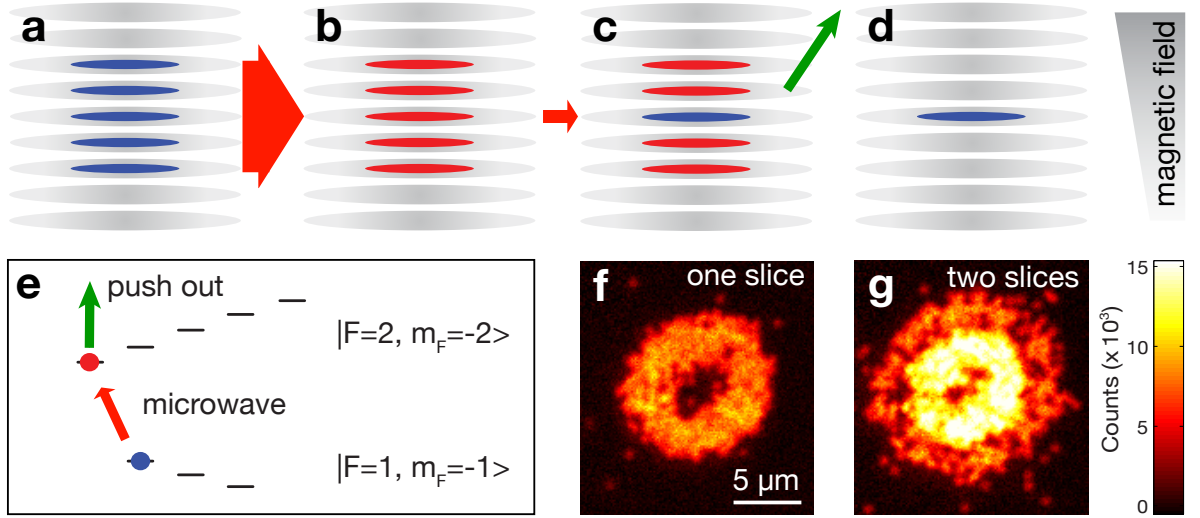 a
b
c
d
magnetic field
e
push out
|F=2, m_F=-2>
microwave
|F=1, m_F=-1>
f
one slice
5 µm
g
two slices
15
10
5
0
Counts (x 10³)